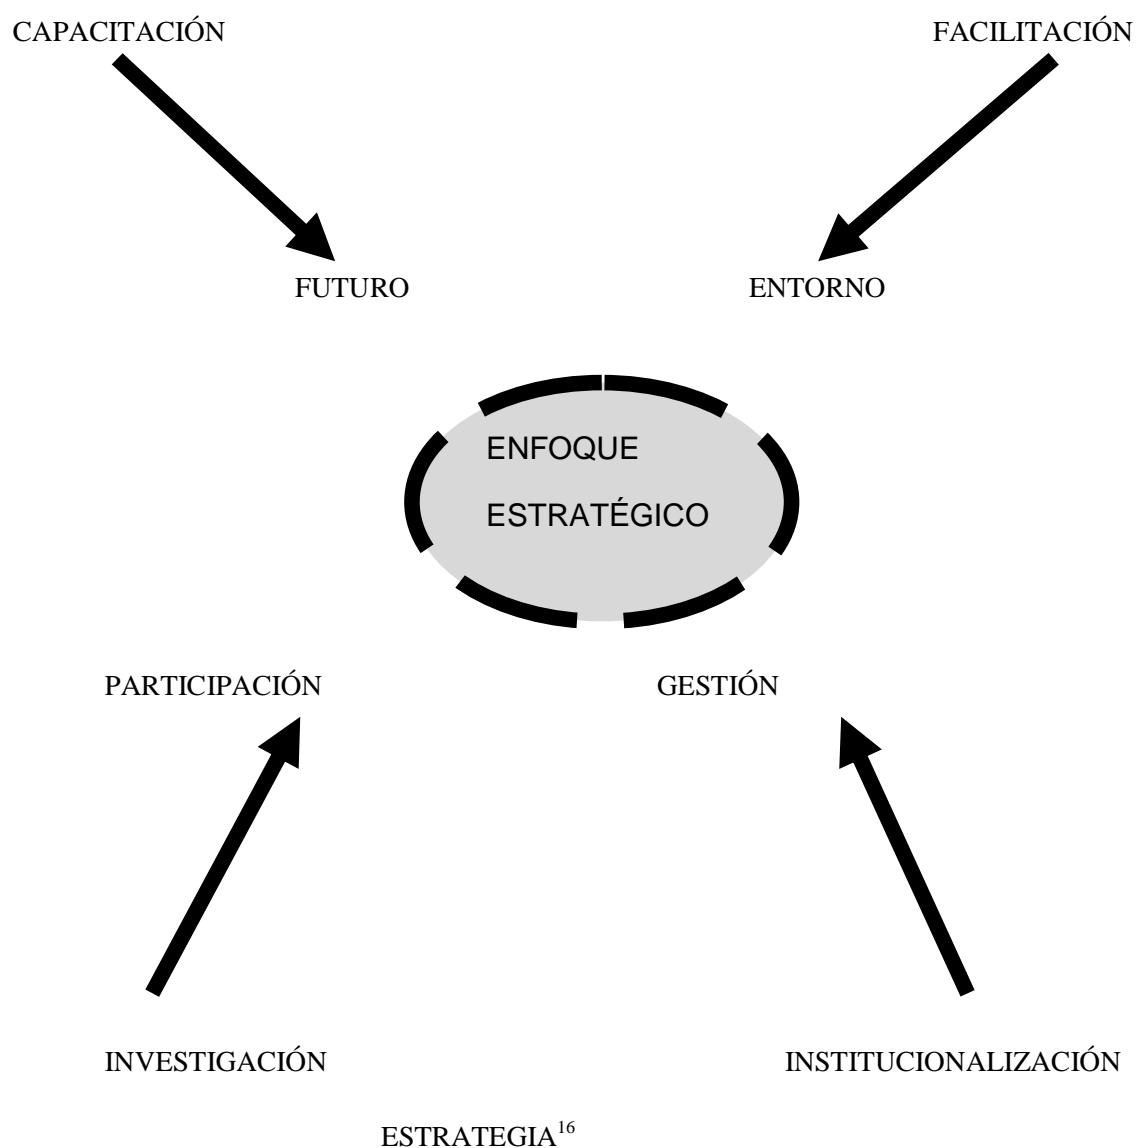 CAPACITACIÓN
FACILITACIÓN
FUTURO
ENTORNO
ENFOQUE
ESTRATÉGICO
PARTICIPACIÓN
GESTIÓN
INVESTIGACIÓN
INSTITUCIONALIZACIÓN
ESTRATEGIA16